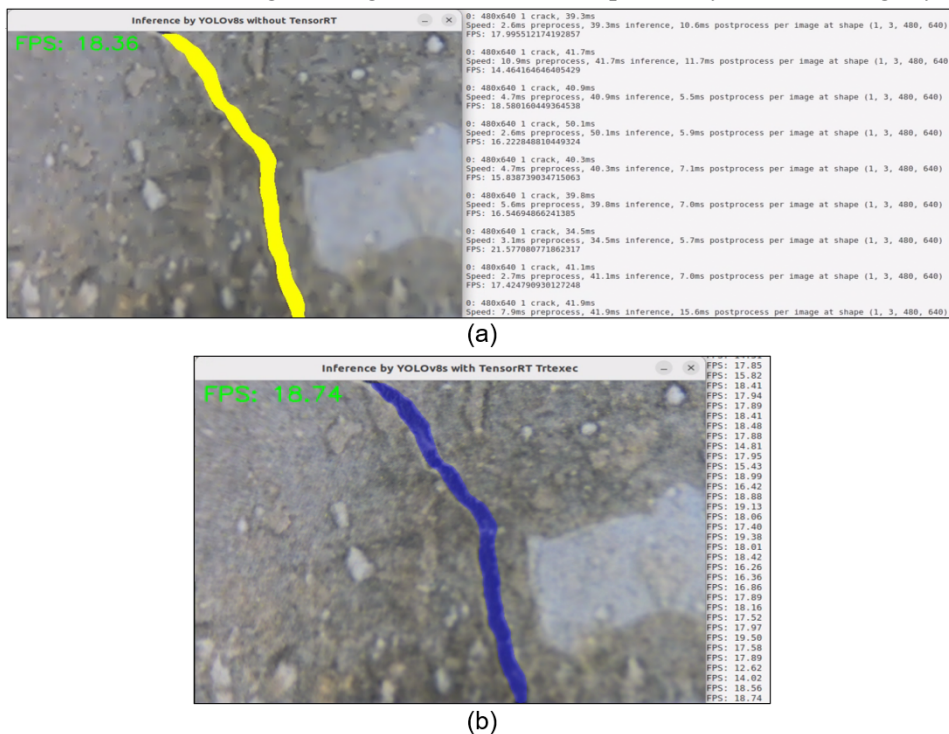 Inference by YOLOv8s without TensorRT
FPS: 18.36
0: 480x640 1 crack, 39.3ms
Speed: 2.6ms preprocess, 39.3ms inference, 10.6ms postprocess per image at shape (1, 3, 480, 640)
FPS: 17.995512174192857
0: 480x640 1 crack, 41.7ms
Speed: 10.9ms preprocess, 41.7ms inference, 11.7ms postprocess per image at shape (1, 3, 480, 640)
FPS: 14.464164646405429
0: 480x640 1 crack, 40.9ms
Speed: 4.7ms preprocess, 40.9ms inference, 5.5ms postprocess per image at shape (1, 3, 480, 640)
FPS: 18.580160449364538
0: 480x640 1 crack, 50.1ms
Speed: 2.6ms preprocess, 50.1ms inference, 5.9ms postprocess per image at shape (1, 3, 480, 640)
FPS: 16.222848810449324
0: 480x640 1 crack, 40.3ms
Speed: 4.7ms preprocess, 40.3ms inference, 7.1ms postprocess per image at shape (1, 3, 480, 640)
FPS: 15.838739034715063
0: 480x640 1 crack, 39.8ms
Speed: 5.6ms preprocess, 39.8ms inference, 7.0ms postprocess per image at shape (1, 3, 480, 640)
FPS: 16.54694866241385
0: 480x640 1 crack, 34.5ms
Speed: 3.1ms preprocess, 34.5ms inference, 5.7ms postprocess per image at shape (1, 3, 480, 640)
FPS: 21.577080771862317
0: 480x640 1 crack, 41.1ms
Speed: 2.7ms preprocess, 41.1ms inference, 7.0ms postprocess per image at shape (1, 3, 480, 640)
FPS: 17.424790930127248
0: 480x640 1 crack, 41.9ms
Speed: 7.9ms preprocess, 41.9ms inference, 15.6ms postprocess per image at shape (1, 3, 480, 640)
(a)
Inference by YOLOv8s with TensorRT Trtexec
FPS: 18.74
FPS: 17.85
FPS: 15.82
FPS: 18.41
FPS: 17.94
FPS: 17.89
FPS: 18.41
FPS: 18.48
FPS: 17.88
FPS: 14.81
FPS: 17.95
FPS: 15.43
FPS: 18.99
FPS: 16.42
FPS: 18.88
FPS: 19.13
FPS: 18.06
FPS: 17.40
FPS: 19.38
FPS: 18.01
FPS: 18.42
FPS: 16.26
FPS: 16.36
FPS: 16.86
FPS: 17.89
FPS: 18.16
FPS: 17.52
FPS: 17.97
FPS: 19.50
FPS: 17.58
FPS: 17.89
FPS: 12.62
FPS: 14.02
FPS: 18.56
FPS: 18.74
(b)